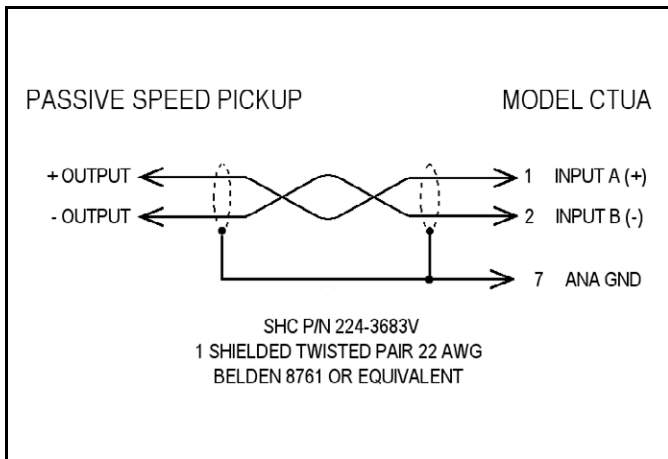 PASSIVE SPEED PICKUP MODEL CTUA
+ OUTPUT 1 INPUT A (+)
- OUTPUT 2 INPUT B (-)
7 ANA GND
SHC P/N 224-3683V
1 SHIELDED TWISTED PAIR 22 AWG
BELDEN 8761 OR EQUIVALENT